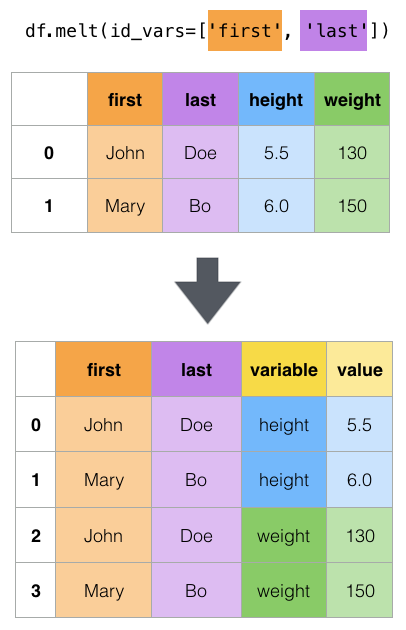 df.melt(id_vars=['first', 'last'])
first last height weight
0 John Doe 5.5 130
1 Mary Bo 6.0 150
first last variable value
0 John Doe height 5.5
1 Mary Bo height 6.0
2 John Doe weight 130
3 Mary Bo weight 150